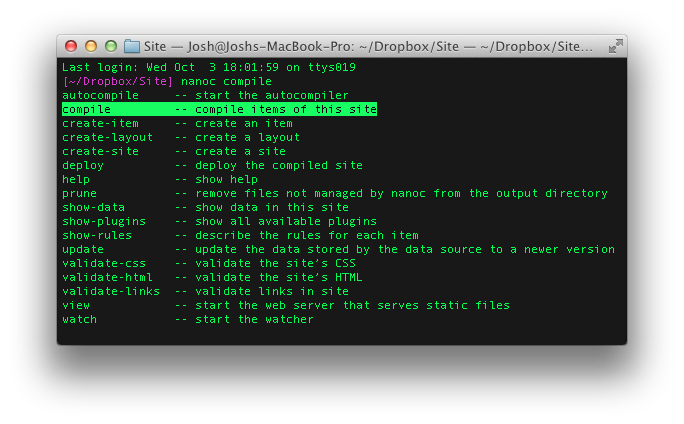 Site — Josh@Joshs-MacBook-Pro: ~/Dropbox/Site — ~/Dropbox/Site...
Last login: Wed Oct  3 18:01:59 on ttys019
[~/Dropbox/Site] nanoc compile
autocompile     -- start the autocompiler
compile         -- compile items of this site
create-item     -- create an item
create-layout   -- create a layout
create-site     -- create a site
deploy          -- deploy the compiled site
help            -- show help
prune           -- remove files not managed by nanoc from the output directory
show-data       -- show data in this site
show-plugins    -- show all available plugins
show-rules      -- describe the rules for each item
update          -- update the data stored by the data source to a newer version
validate-css    -- validate the site’s CSS
validate-html   -- validate the site’s HTML
validate-links  -- validate links in site
view            -- start the web server that serves static files
watch           -- start the watcher